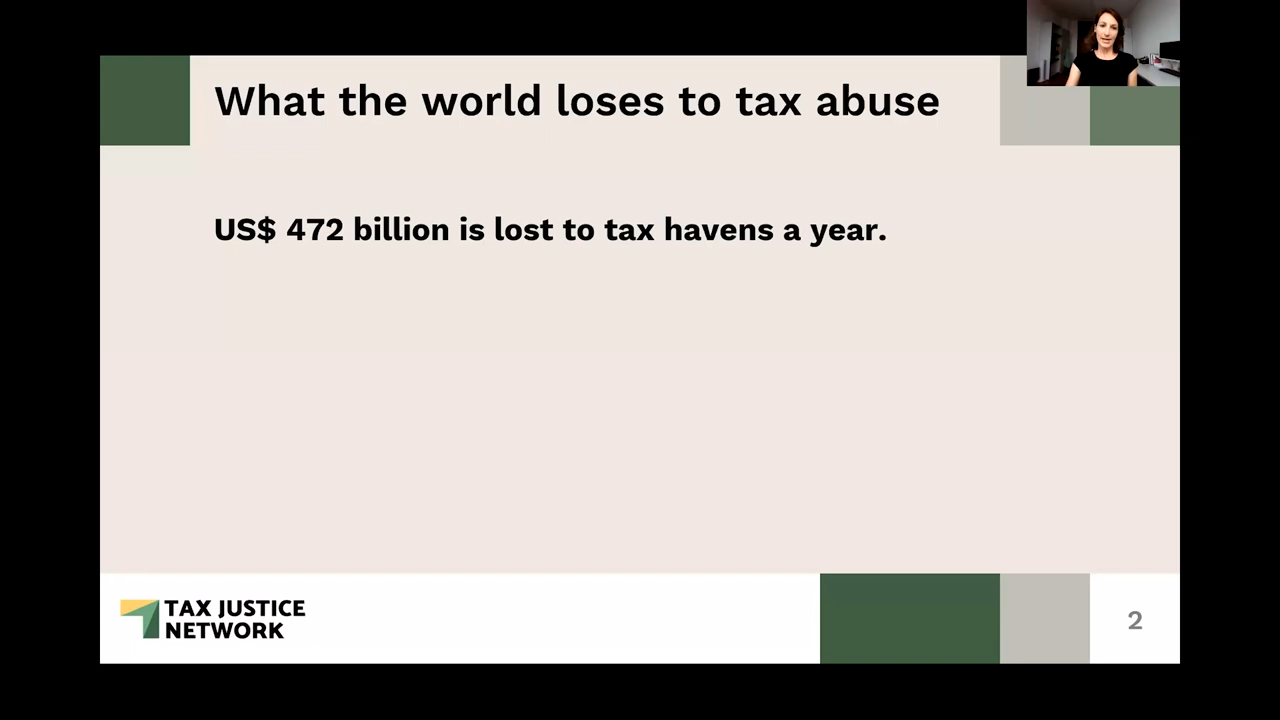 What the world loses to tax abuse
US$ 472 billion is lost to tax havens a year.
TAX JUSTICE
NETWORK
2